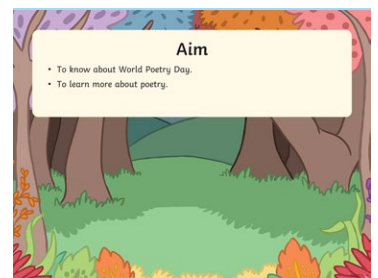 Aim
• To know about World Poetry Day.
• To learn more about poetry.